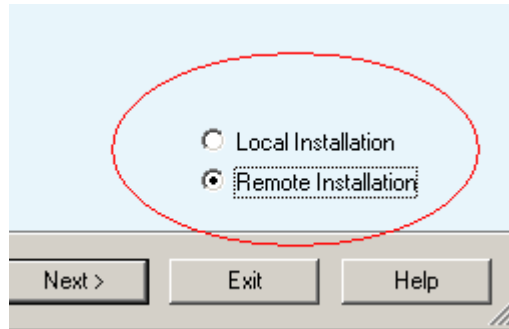 Local Installation
Remote Installation
Next >
Exit
Help